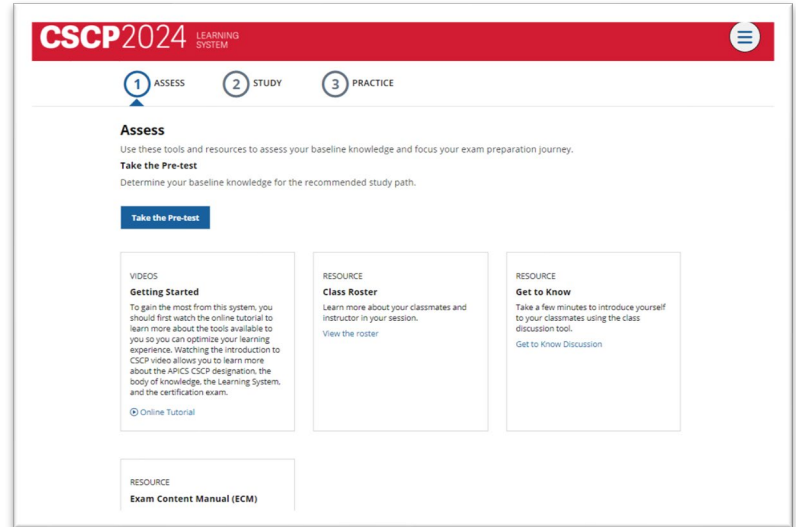 CSCP2024 LEARNING
SYSTEM
1 ASSESS 2 STUDY 3 PRACTICE
Assess
Use these tools and resources to assess your baseline knowledge and focus your exam preparation journey.
Take the Pre-test
Determine your baseline knowledge for the recommended study path.
Take the Pre-test
VIDEOS
Getting Started
To gain the most from this system, you
should first watch the online tutorial to
learn more about the tools available to
you so you can optimize your learning
experience. Watching the introduction to
CSCP video allows you to learn more
about the APICS CSCP designation, the
body of knowledge, the Learning System,
and the certification exam.
Online Tutorial
RESOURCE
Class Roster
Learn more about your classmates and
instructor in your session.
View the roster
RESOURCE
Get to Know
Take a few minutes to introduce yourself
to your classmates using the class
discussion tool.
Get to Know Discussion
RESOURCE
Exam Content Manual (ECM)